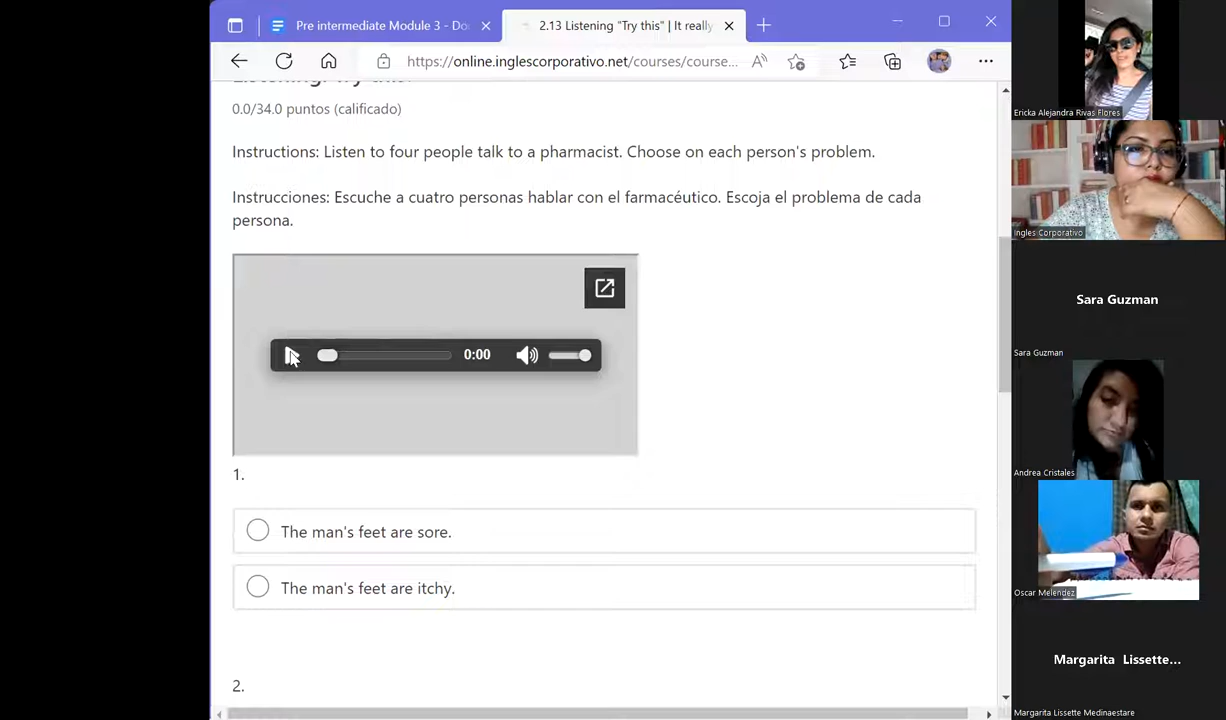 Pre intermediate Module 3 - Do
2.13 Listening "Try this" | It really
https://online.inglescorporativo.net/courses/course...
Listening: Try this!
0.0/34.0 puntos (calificado)
Instructions: Listen to four people talk to a pharmacist. Choose on each person's problem.
Instrucciones: Escuche a cuatro personas hablar con el farmacéutico. Escoja el problema de cada
persona.
0:00
1.
The man's feet are sore.
The man's feet are itchy.
2.
Ericka Alejandra Rivas Flores
Ingles Corporativo
Sara Guzman
Sara Guzman
Andrea Cristales
Oscar Melendez
Margarita Lissette...
Margarita Lissette Medinaestare